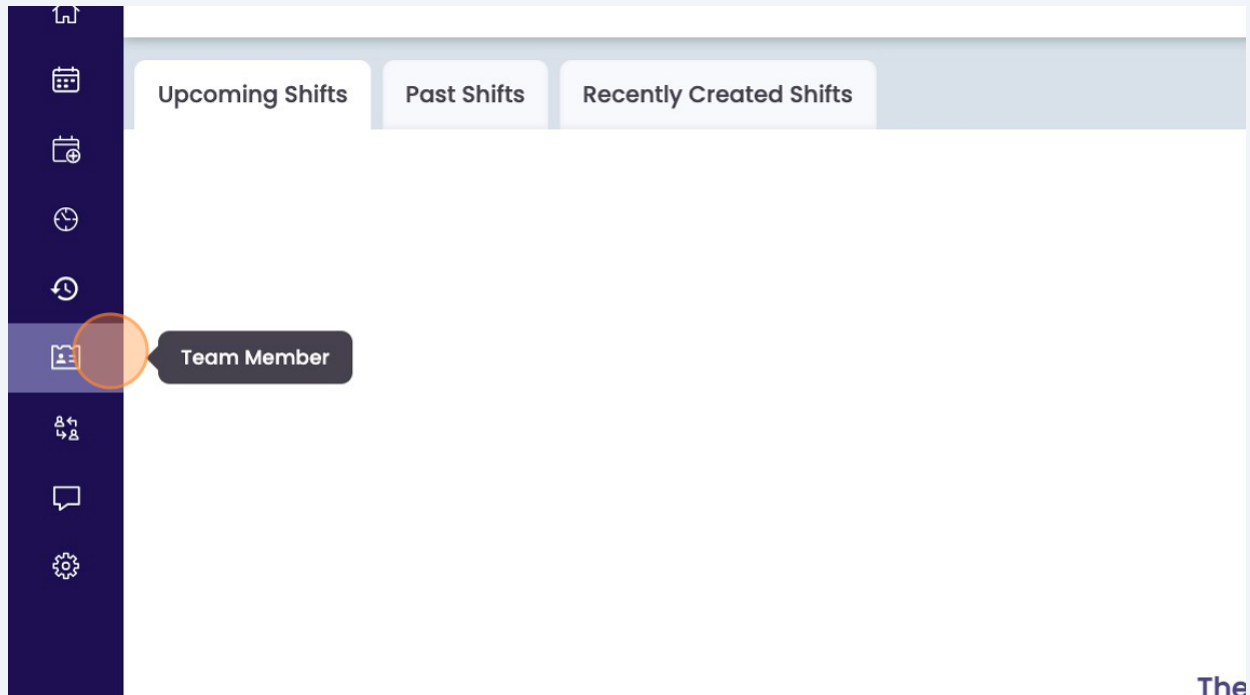 Upcoming Shifts
Past Shifts
Recently Created Shifts
Team Member
The